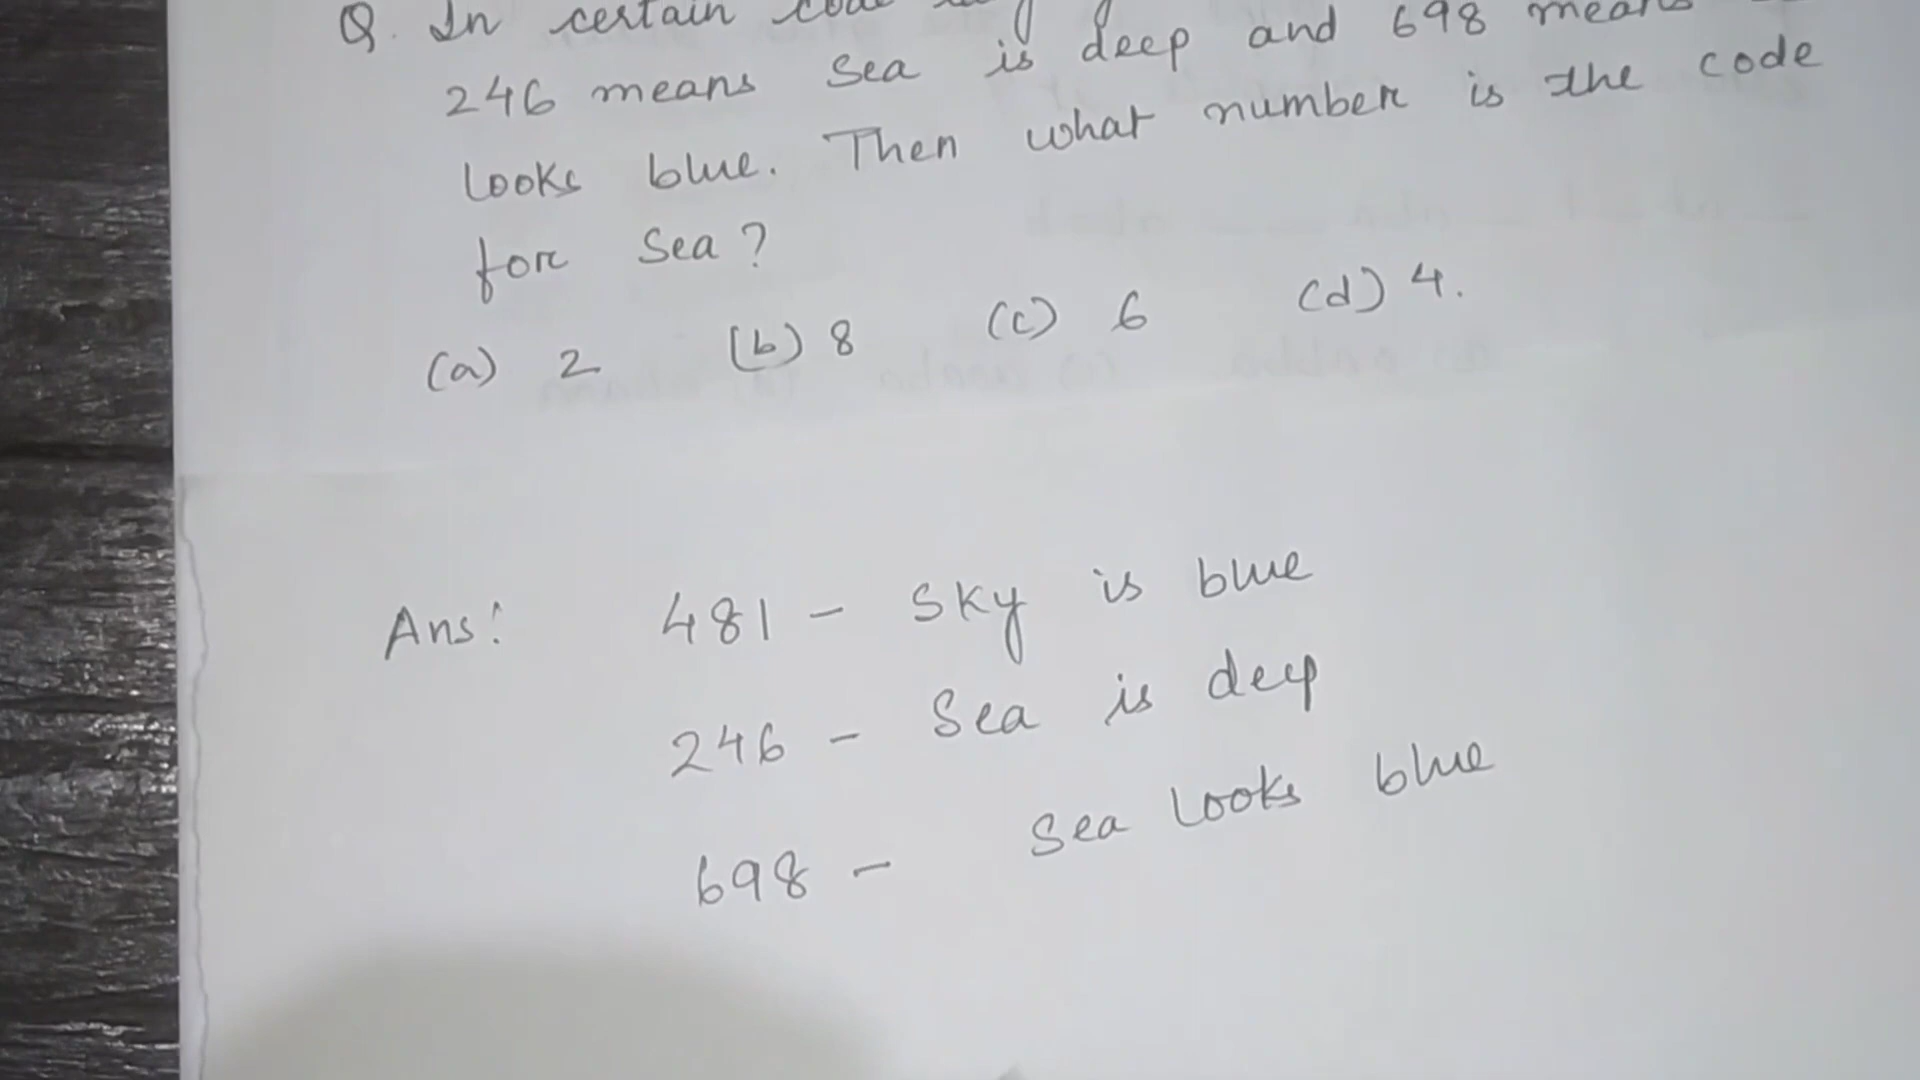 Q. In certain
246 means Sea is deep and 698 means
looks blue. Then what number is the code
for Sea?
(a) 2 (b) 8 (c) 6 (d) 4.
Ans: 481 - Sky is blue
246 - Sea is deep
698 - Sea Looks blue